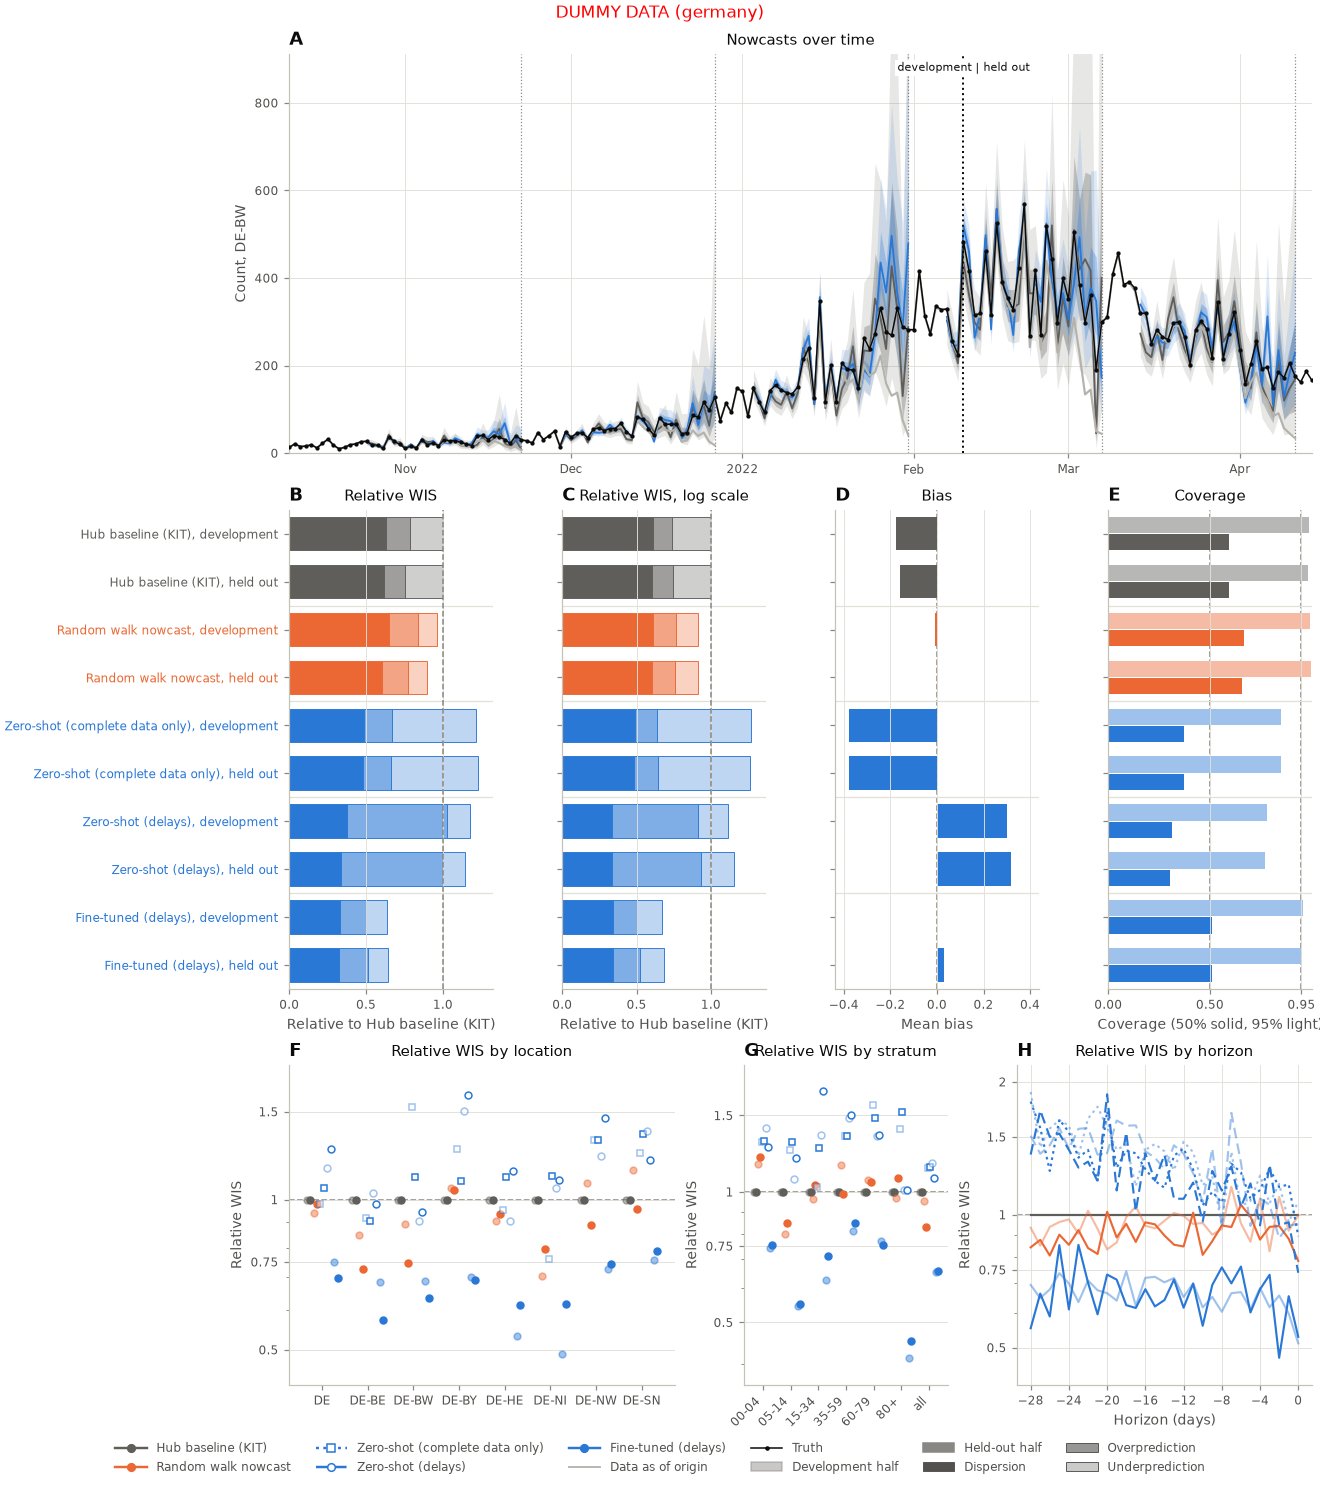 DUMMY DATA (germany)
A
Nowcasts over time
development | held out
800
600
400
200
0
Count, DE-BW
Nov
Dec
2022
Feb
Mar
Apr
B
Relative WIS
C
Relative WIS, log scale
D
Bias
E
Coverage
Hub baseline (KIT), development
Hub baseline (KIT), held out
Random walk nowcast, development
Random walk nowcast, held out
Zero-shot (complete data only), development
Zero-shot (complete data only), held out
Zero-shot (delays), development
Zero-shot (delays), held out
Fine-tuned (delays), development
Fine-tuned (delays), held out
0.0 0.5 1.0
Relative to Hub baseline (KIT)
0.0 0.5 1.0
Relative to Hub baseline (KIT)
−0.4 −0.2 0.0 0.2 0.4
Mean bias
0.00 0.50 0.95
Coverage (50% solid, 95% light)
F
Relative WIS by location
1.5
1
0.75
0.5
Relative WIS
DE DE-BE DE-BW DE-BY DE-HE DE-NI DE-NW DE-SN
G
Relative WIS by stratum
1.5
1
0.75
0.5
Relative WIS
00-04 05-14 15-34 35-59 60-79 80+ all
H
Relative WIS by horizon
2
1.5
1
0.75
0.5
Relative WIS
−28 −24 −20 −16 −12 −8 −4 0
Horizon (days)
Hub baseline (KIT)
Random walk nowcast
Zero-shot (complete data only)
Zero-shot (delays)
Fine-tuned (delays)
Data as of origin
Truth
Development half
Held-out half
Dispersion
Overprediction
Underprediction